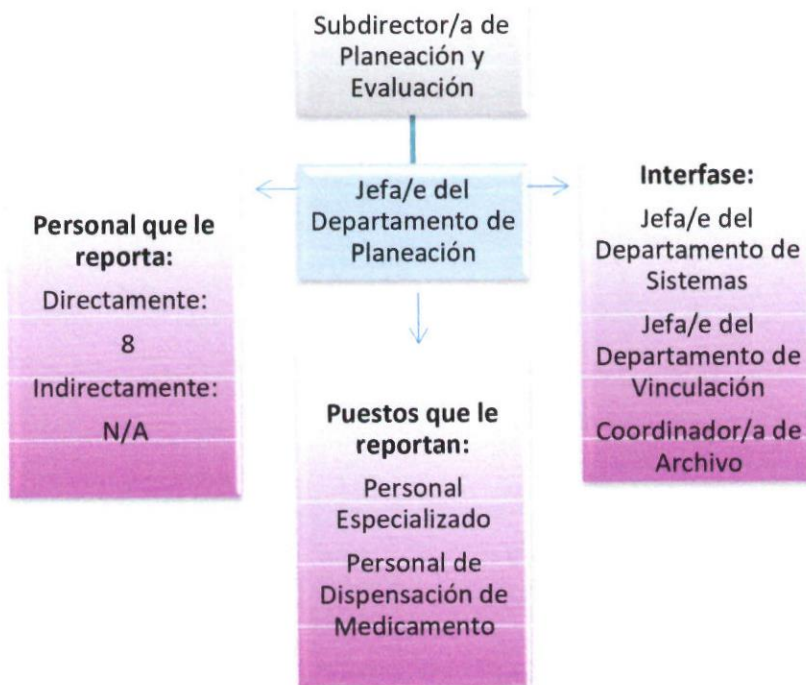 Subdirector/a de
Planeación y
Evaluación
Jefa/e del
Departamento de
Planeación
Personal que le
reporta:
Directamente:
8
Indirectamente:
N/A
Puestos que le
reportan:
Personal
Especializado
Personal de
Dispensación de
Medicamento
Interfase:
Jefa/e del
Departamento de
Sistemas
Jefa/e del
Departamento de
Vinculación
Coordinador/a de
Archivo